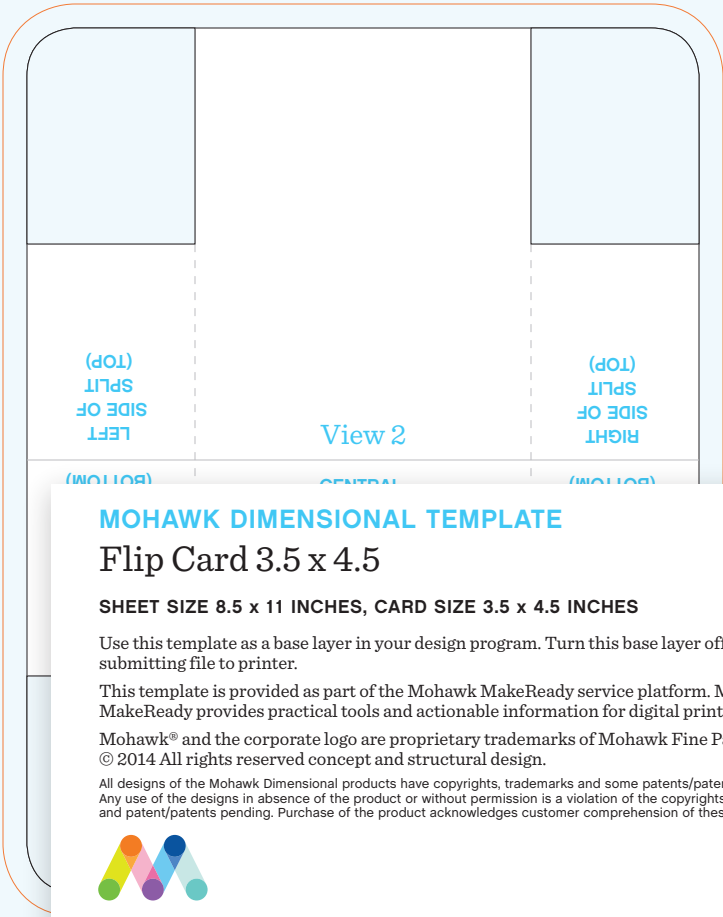 LEFT
SIDE OF
SPLIT
(TOP)
RIGHT
SIDE OF
SPLIT
(TOP)
View 2
(BOTTOM)
CENTRAL
(BOTTOM)
MOHAWK DIMENSIONAL TEMPLATE
Flip Card 3.5 x 4.5
SHEET SIZE 8.5 x 11 INCHES, CARD SIZE 3.5 x 4.5 INCHES
Use this template as a base layer in your design program. Turn this base layer off
submitting file to printer.
This template is provided as part of the Mohawk MakeReady service platform. M
MakeReady provides practical tools and actionable information for digital print
Mohawk® and the corporate logo are proprietary trademarks of Mohawk Fine Pa
© 2014 All rights reserved concept and structural design.
All designs of the Mohawk Dimensional products have copyrights, trademarks and some patents/paten
Any use of the designs in absence of the product or without permission is a violation of the copyrights
and patent/patents pending. Purchase of the product acknowledges customer comprehension of thes